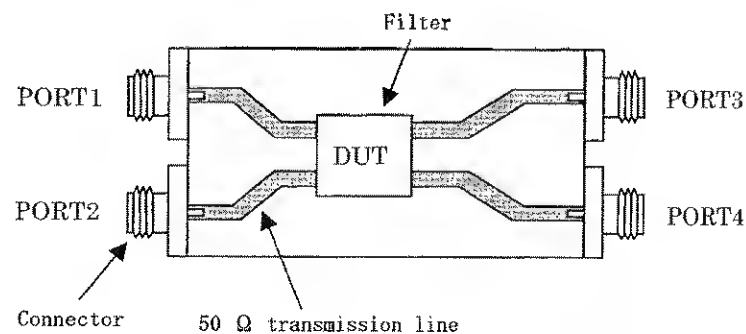 Filter
PORT1
PORT3
DUT
PORT2
PORT4
Connector
50 Ω transmission line